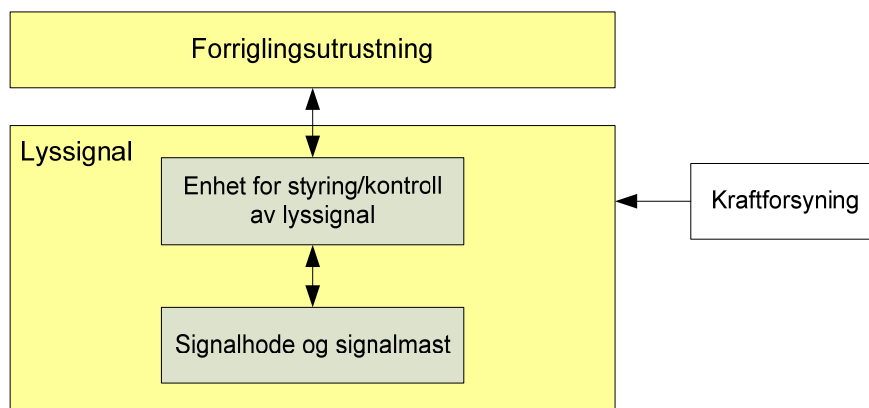 Forriglingsutrustning
Lyssignal
Enhet for styring/kontroll
av lyssignal
Kraftforsyning
Signalhode og signalmast